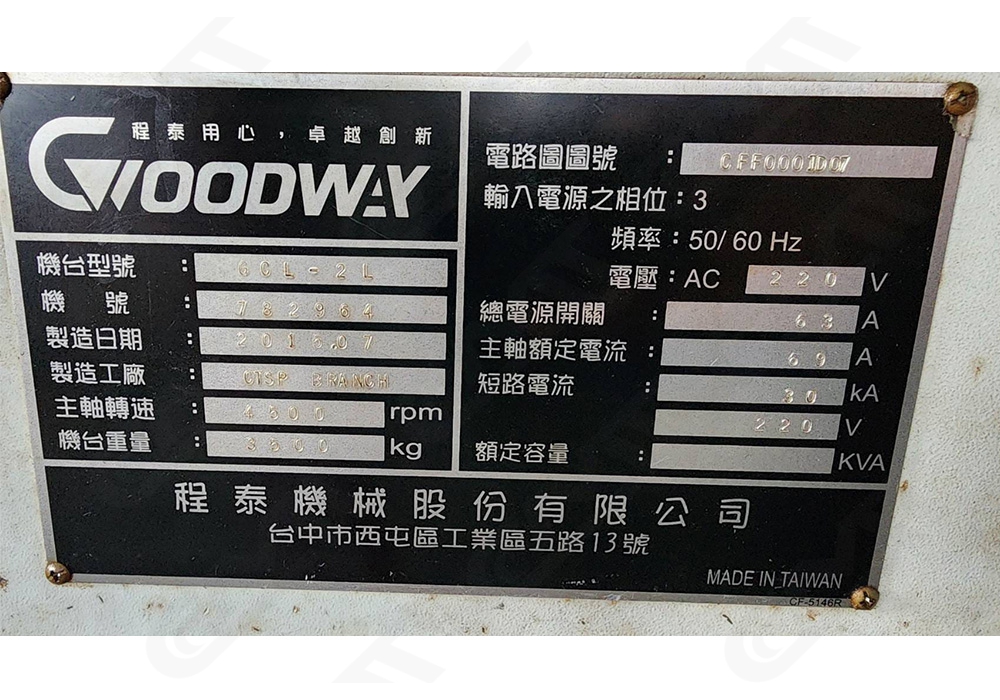 程泰用心，卓越創新
GOODWAY
機台型號 : GCL-2L
機號 : 782964
製造日期 : 2015.07
製造工廠 : CTSP BRANCH
主軸轉速 : 4500 rpm
機台重量 : 3500 kg
電路圖圖號 : CFF0001D07
輸入電源之相位：3
頻率：50/ 60 Hz
電壓：AC 220 V
總電源開關 : 63 A
主軸額定電流 : 69 A
短路電流 : 30 kA
220 V
額定容量 : KVA
程泰機械股份有限公司
台中市西屯區工業區五路13號
MADE IN TAIWAN
CF-5146R